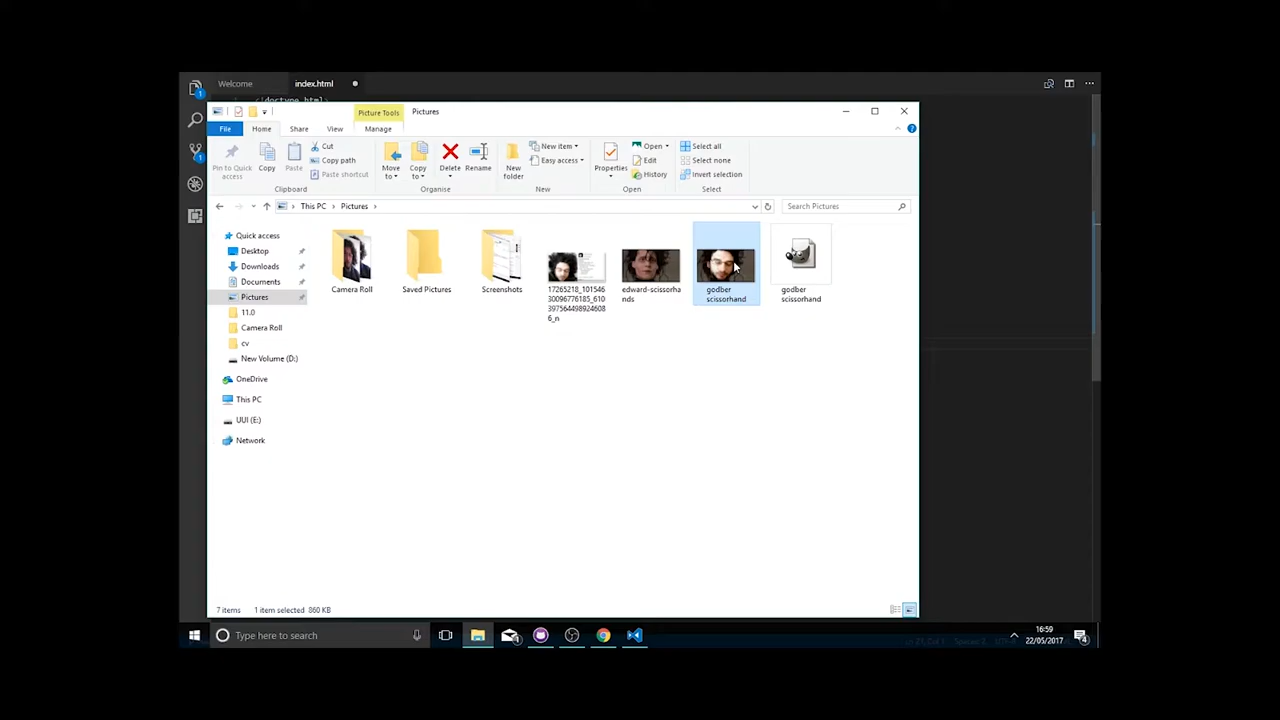 Welcome
index.html
<!doctype html>
Picture Tools
Pictures
File
Home
Share
View
Manage
Pin to Quick
access
Copy
Paste
Cut
Copy path
Paste shortcut
Clipboard
Move
to
Copy
to
Delete
Rename
Organise
New
folder
New item
Easy access
New
Properties
Open
Edit
History
Open
Select all
Select none
Invert selection
Select
This PC
Pictures
Search Pictures
Quick access
Desktop
Downloads
Documents
Pictures
11.0
Camera Roll
cv
New Volume (D:)
OneDrive
This PC
UUI (E:)
Network
Camera Roll
Saved Pictures
Screenshots
17265218_101546
30096776185_610
397564498924608
6_n
edward-scissorha
nds
godber
scissorhand
godber
scissorhand
7 items
1 item selected 860 KB
Type here to search
16:59
22/05/2017